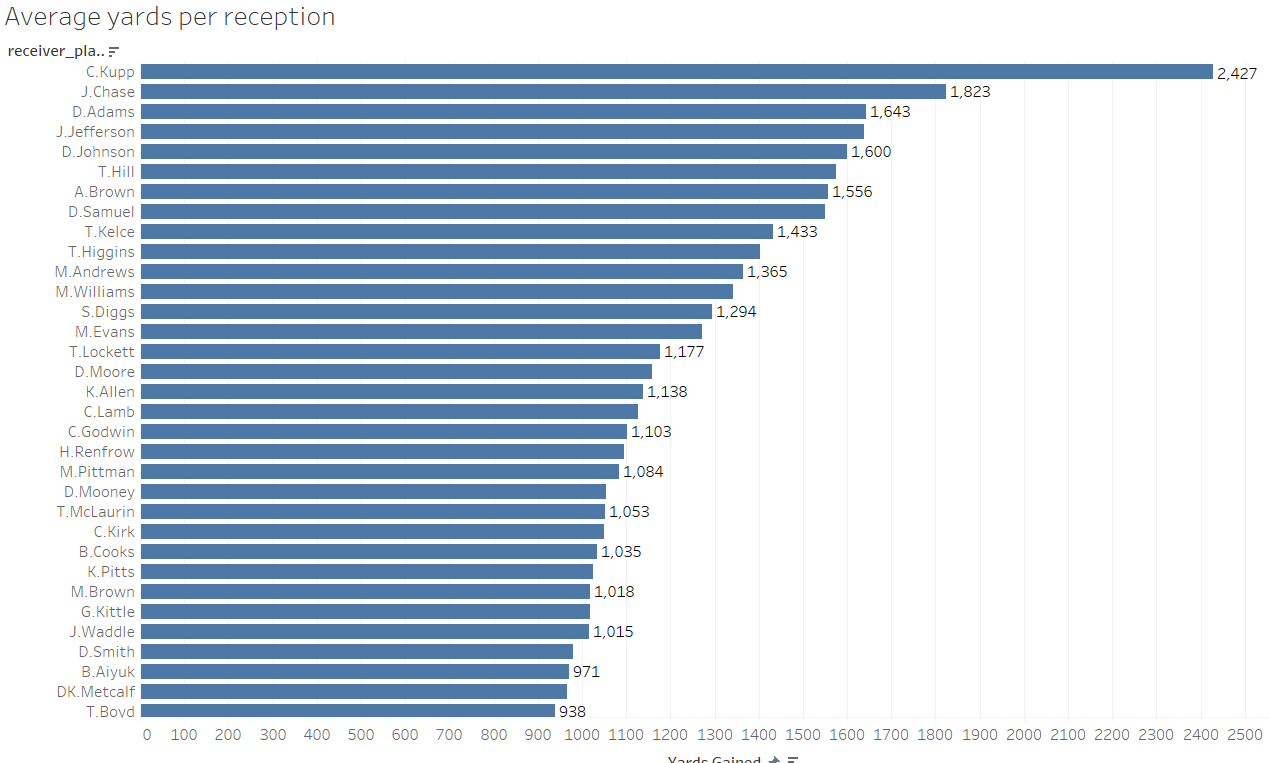 Average yards per reception
receiver_pla..
C.Kupp 2,427
J.Chase 1,823
D.Adams 1,643
J.Jefferson
D.Johnson 1,600
T.Hill
A.Brown 1,556
D.Samuel
T.Kelce 1,433
T.Higgins
M.Andrews 1,365
M.Williams
S.Diggs 1,294
M.Evans
T.Lockett 1,177
D.Moore
K.Allen 1,138
C.Lamb
C.Godwin 1,103
H.Renfrow
M.Pittman 1,084
D.Mooney
T.McLaurin 1,053
C.Kirk
B.Cooks 1,035
K.Pitts
M.Brown 1,018
G.Kittle
J.Waddle 1,015
D.Smith
B.Aiyuk 971
DK.Metcalf
T.Boyd 938
0 100 200 300 400 500 600 700 800 900 1000 1100 1200 1300 1400 1500 1600 1700 1800 1900 2000 2100 2200 2300 2400 2500
Yards Gained